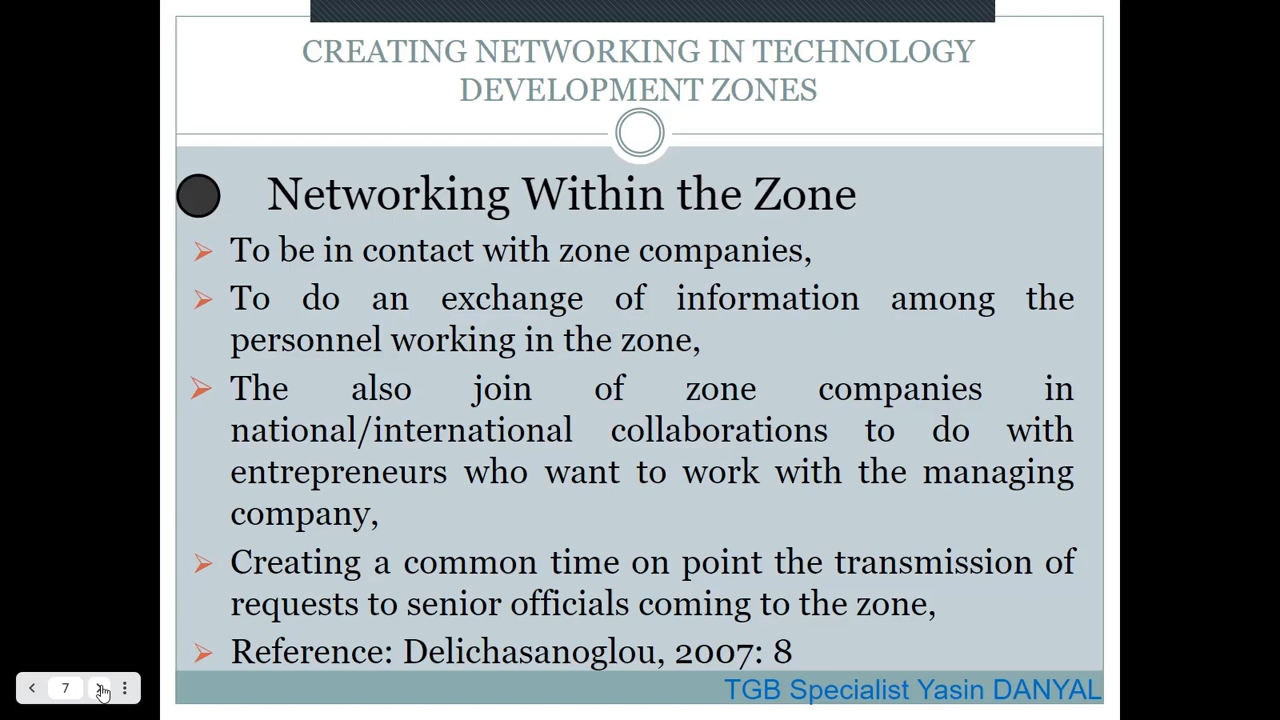 CREATING NETWORKING IN TECHNOLOGY
DEVELOPMENT ZONES
Networking Within the Zone
To be in contact with zone companies,
To do an exchange of information among the
personnel working in the zone,
The also join of zone companies in
national/international collaborations to do with
entrepreneurs who want to work with the managing
company,
Creating a common time on point the transmission of
requests to senior officials coming to the zone,
Reference: Delichasanoglou, 2007: 8
TGB Specialist Yasin DANYAL
7